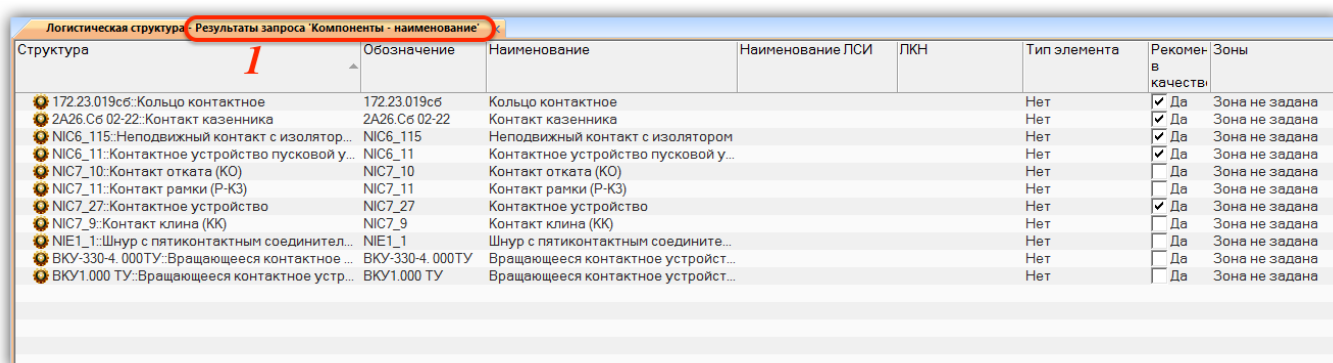 Логистическая структура - Результаты запроса 'Компоненты - наименование'
1
Структура Обозначение Наименование Наименование ЛСИ ЛКН Тип элемента Рекомен в качестве Зоны
172.23.019сб::Кольцо контактное 172.23.019сб Кольцо контактное Нет Да Зона не задана
2А26.Сб 02-22::Контакт казенника 2А26.Сб 02-22 Контакт казенника Нет Да Зона не задана
NIC6_115::Неподвижный контакт с изолятор... NIC6_115 Неподвижный контакт с изолятором Нет Да Зона не задана
NIC6_11::Контактное устройство пусковой у... NIC6_11 Контактное устройство пусковой у... Нет Да Зона не задана
NIC7_10::Контакт отката (КО) NIC7_10 Контакт отката (КО) Нет Да Зона не задана
NIC7_11::Контакт рамки (Р-КЗ) NIC7_11 Контакт рамки (Р-КЗ) Нет Да Зона не задана
NIC7_27::Контактное устройство NIC7_27 Контактное устройство Нет Да Зона не задана
NIC7_9::Контакт клина (КК) NIC7_9 Контакт клина (КК) Нет Да Зона не задана
NIE1_1::Шнур с пятиконтактным соединител... NIE1_1 Шнур с пятиконтактным соедините... Нет Да Зона не задана
ВКУ-330-4. 000ТУ::Вращающееся контактное ... ВКУ-330-4. 000ТУ Вращающееся контактное устройст... Нет Да Зона не задана
ВКУ1.000 ТУ::Вращающееся контактное устр... ВКУ1.000 ТУ Вращающееся контактное устройст... Нет Да Зона не задана